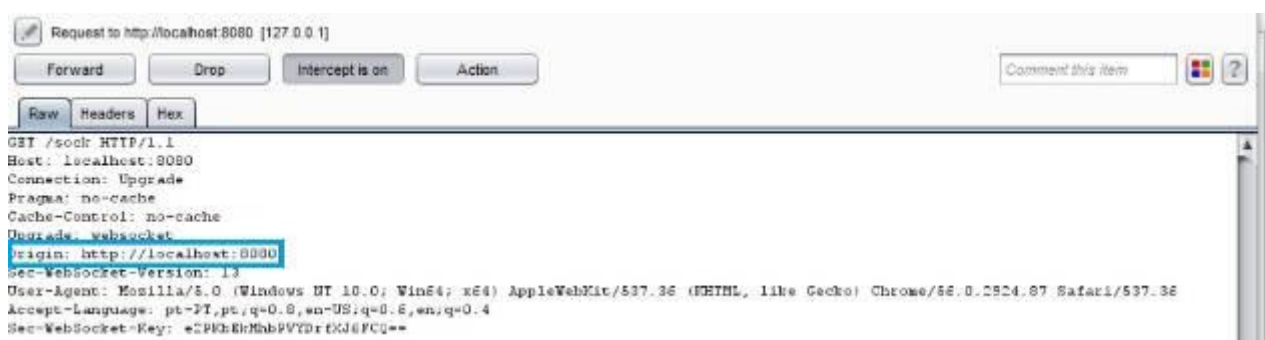 Request to http://localhost:8080 [127.0.0.1]
Forward Drop Intercept is on Action Comment this item ?
Raw Headers Hex
GET /sock HTTP/1.1
Host: localhost:8080
Connection: Upgrade
Pragma: no-cache
Cache-Control: no-cache
Upgrade: websocket
Origin: http://localhost:8080
Sec-WebSocket-Version: 13
User-Agent: Mozilla/5.0 (Windows NT 10.0; Win64; x64) AppleWebKit/537.36 (KHTML, like Gecko) Chrome/56.0.2924.87 Safari/537.36
Accept-Language: pt-PT,pt;q=0.8,en-US;q=0.6,en;q=0.4
Sec-WebSocket-Key: